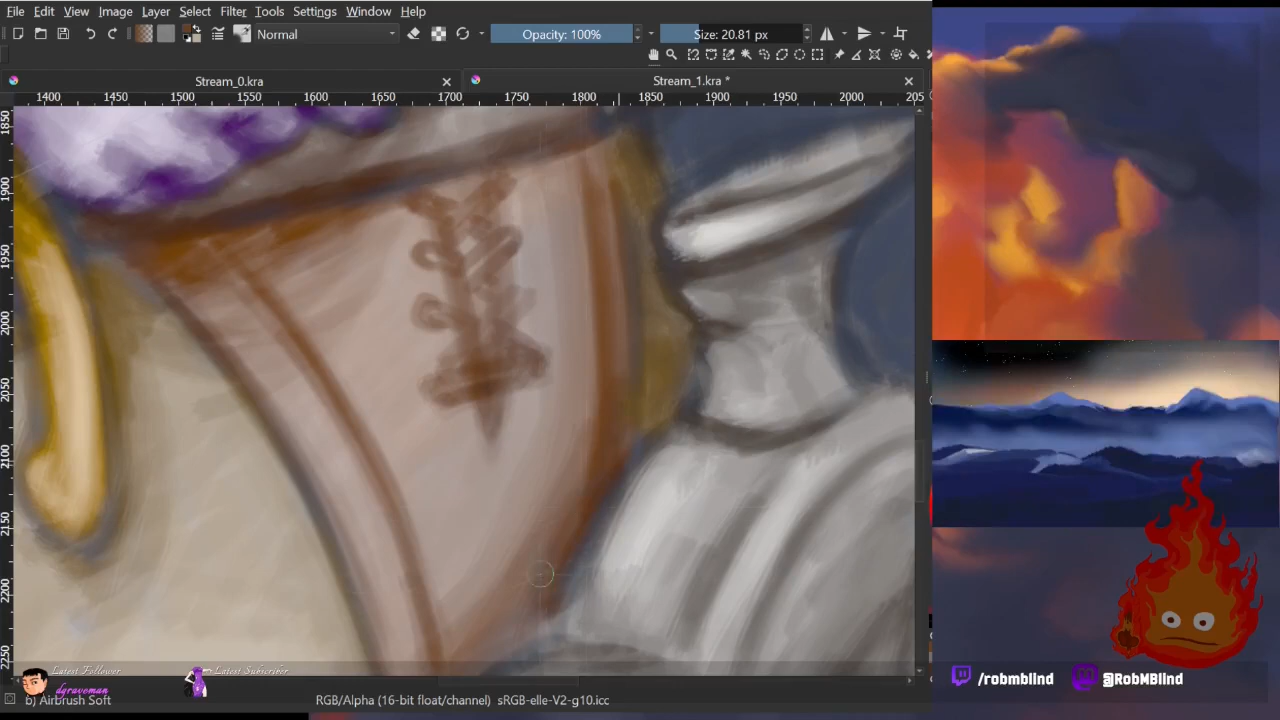 File Edit View Image Layer Select Filter Tools Settings Window Help
Normal Opacity: 100% Size: 20.81 px
Stream_0.kra Stream_1.kra *
1400 1450 1500 1550 1600 1650 1700 1750 1800 1850 1900 1950 2000 205
1850
1900
1950
2000
2050
2100
2150
2200
2250
Latest Follower Latest Subscriber
dgraveman
b) Airbrush Soft RGB/Alpha (16-bit float/channel) sRGB-elle-V2-g10.icc
/robmblind @RobMBlind